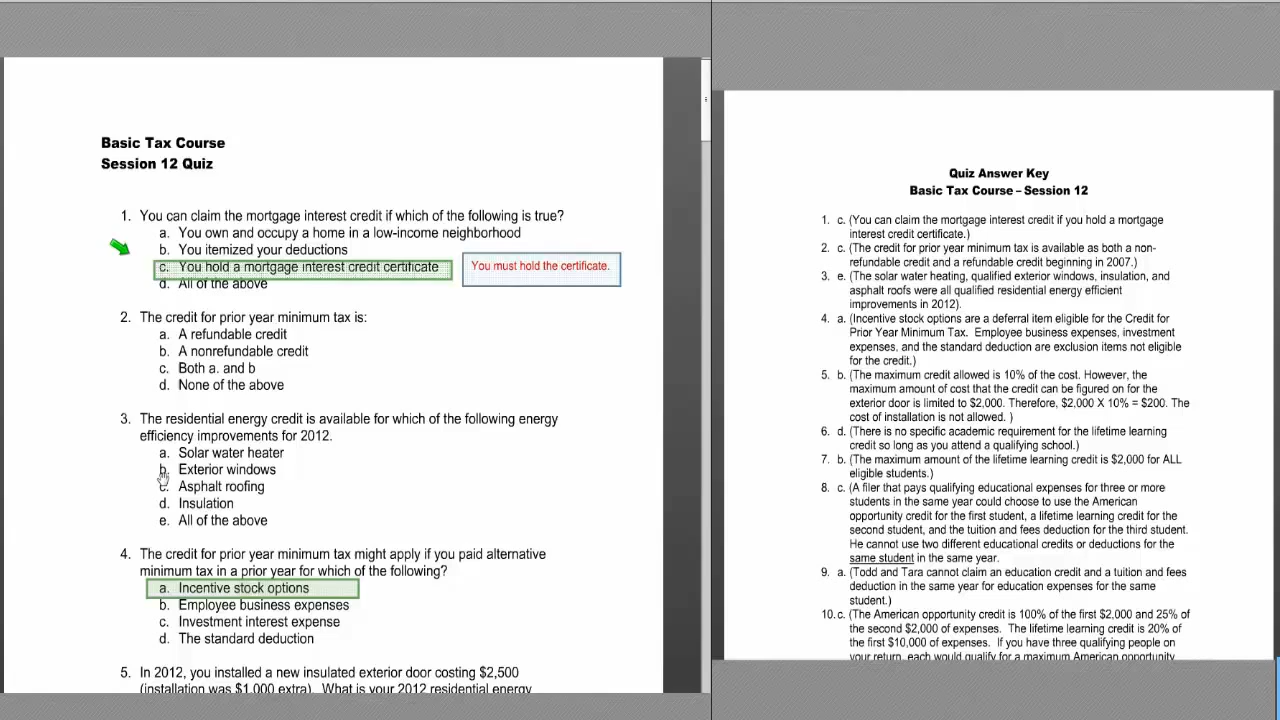 Basic Tax Course
Session 12 Quiz
1. You can claim the mortgage interest credit if which of the following is true?
a. You own and occupy a home in a low-income neighborhood
b. You itemized your deductions
c. You hold a mortgage interest credit certificate
You must hold the certificate.
d. All of the above
2. The credit for prior year minimum tax is:
a. A refundable credit
b. A nonrefundable credit
c. Both a. and b
d. None of the above
3. The residential energy credit is available for which of the following energy
efficiency improvements for 2012.
a. Solar water heater
b. Exterior windows
c. Asphalt roofing
d. Insulation
e. All of the above
4. The credit for prior year minimum tax might apply if you paid alternative
minimum tax in a prior year for which of the following?
a. Incentive stock options
b. Employee business expenses
c. Investment interest expense
d. The standard deduction
5. In 2012, you installed a new insulated exterior door costing $2,500
(installation was $1,000 extra). What is your 2012 residential energy
Quiz Answer Key
Basic Tax Course – Session 12
1. c. (You can claim the mortgage interest credit if you hold a mortgage
interest credit certificate.)
2. c. (The credit for prior year minimum tax is available as both a non-
refundable credit and a refundable credit beginning in 2007.)
3. e. (The solar water heating, qualified exterior windows, insulation, and
asphalt roofs were all qualified residential energy efficient
improvements in 2012).
4. a. (Incentive stock options are a deferral item eligible for the Credit for
Prior Year Minimum Tax. Employee business expenses, investment
expenses, and the standard deduction are exclusion items not eligible
for the credit.)
5. b. (The maximum credit allowed is 10% of the cost. However, the
maximum amount of cost that the credit can be figured on for the
exterior door is limited to $2,000. Therefore, $2,000 X 10% = $200. The
cost of installation is not allowed. )
6. d. (There is no specific academic requirement for the lifetime learning
credit so long as you attend a qualifying school.)
7. b. (The maximum amount of the lifetime learning credit is $2,000 for ALL
eligible students.)
8. c. (A filer that pays qualifying educational expenses for three or more
students in the same year could choose to use the American
opportunity credit for the first student, a lifetime learning credit for the
second student, and the tuition and fees deduction for the third student.
He cannot use two different educational credits or deductions for the
same student in the same year.
9. a. (Todd and Tara cannot claim an education credit and a tuition and fees
deduction in the same year for education expenses for the same
student.)
10. c. (The American opportunity credit is 100% of the first $2,000 and 25% of
the second $2,000 of expenses. The lifetime learning credit is 20% of
the first $10,000 of expenses. If you have three qualifying people on
your return, each would qualify for a maximum American opportunity